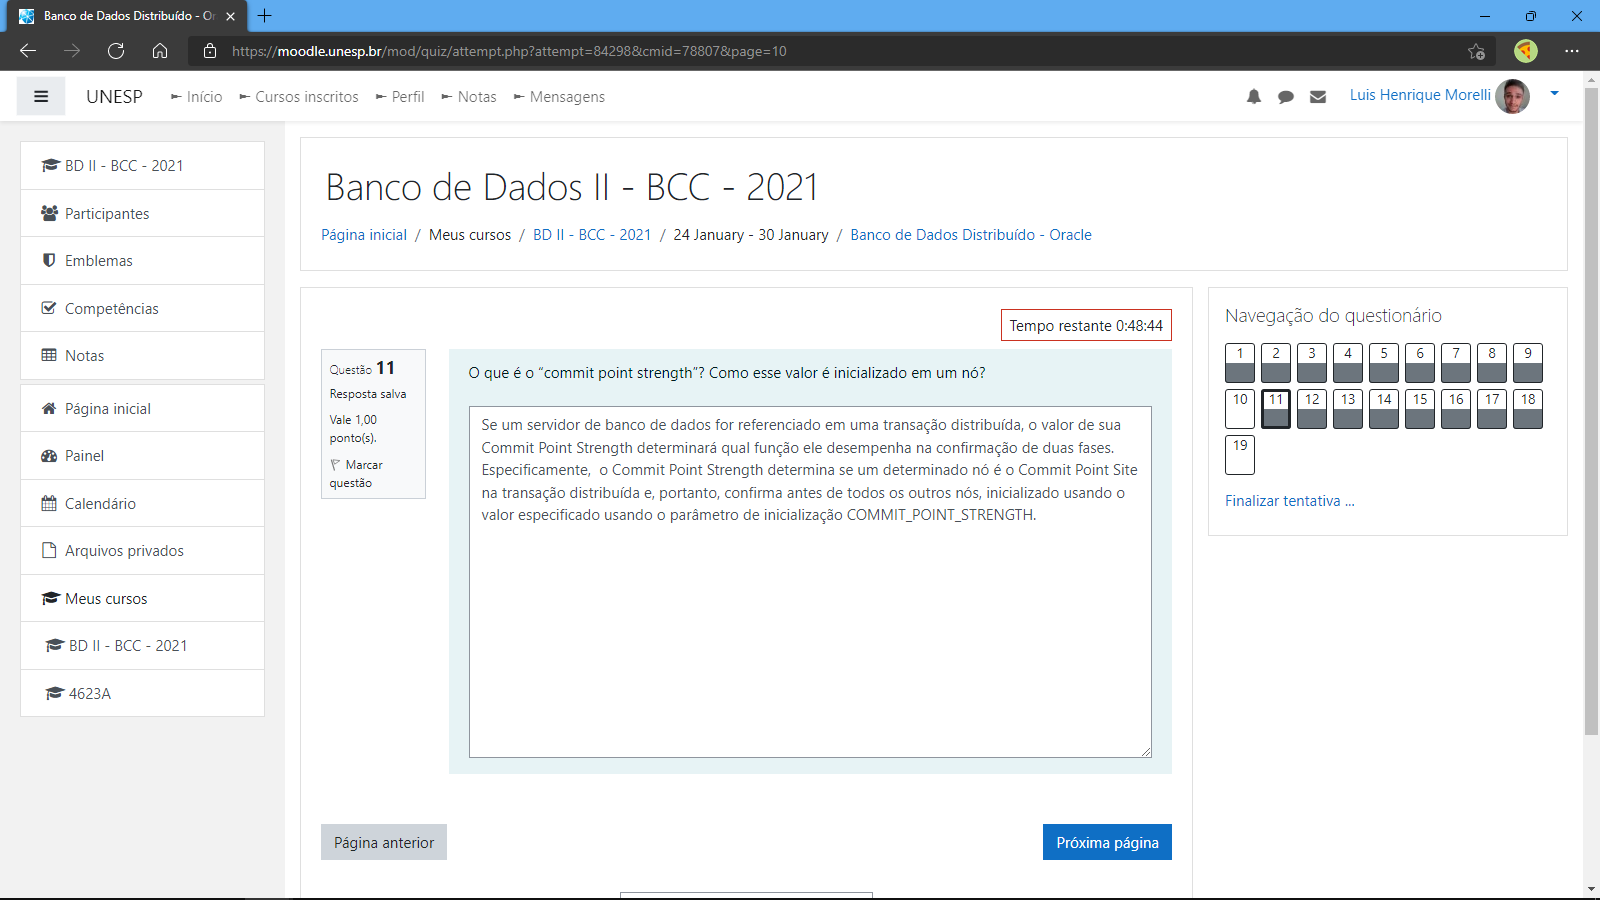 Banco de Dados Distribuído - Or
https://moodle.unesp.br/mod/quiz/attempt.php?attempt=84298&cmid=78807&page=10
UNESP
Início
Cursos inscritos
Perfil
Notas
Mensagens
Luis Henrique Morelli
BD II - BCC - 2021
Participantes
Emblemas
Competências
Notas
Página inicial
Painel
Calendário
Arquivos privados
Meus cursos
BD II - BCC - 2021
4623A
Banco de Dados II - BCC - 2021
Página inicial / Meus cursos / BD II - BCC - 2021 / 24 January - 30 January / Banco de Dados Distribuído - Oracle
Tempo restante 0:48:44
Questão 11
Resposta salva
Vale 1,00
ponto(s).
Marcar
questão
O que é o “commit point strength”? Como esse valor é inicializado em um nó?
Se um servidor de banco de dados for referenciado em uma transação distribuída, o valor de sua
Commit Point Strength determinará qual função ele desempenha na confirmação de duas fases.
Especificamente,  o Commit Point Strength determina se um determinado nó é o Commit Point Site
na transação distribuída e, portanto, confirma antes de todos os outros nós, inicializado usando o
valor especificado usando o parâmetro de inicialização COMMIT_POINT_STRENGTH.
Página anterior
Próxima página
Navegação do questionário
1 2 3 4 5 6 7 8 9
10 11 12 13 14 15 16 17 18
19
Finalizar tentativa ...